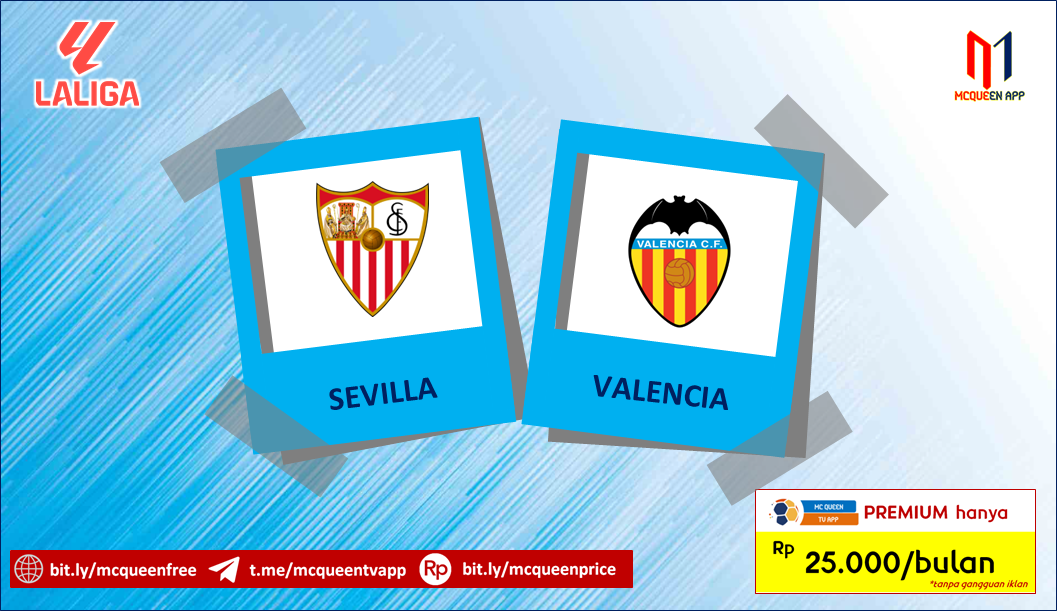 LALIGA
MCQUEEN APP
VALENCIA C.F.
SEVILLA
VALENCIA
MC QUEEN
TV APP
PREMIUM hanya
Rp 25.000/bulan
*tanpa gangguan iklan
bit.ly/mcqueenfree
t.me/mcqueentvapp
Rp
bit.ly/mcqueenprice